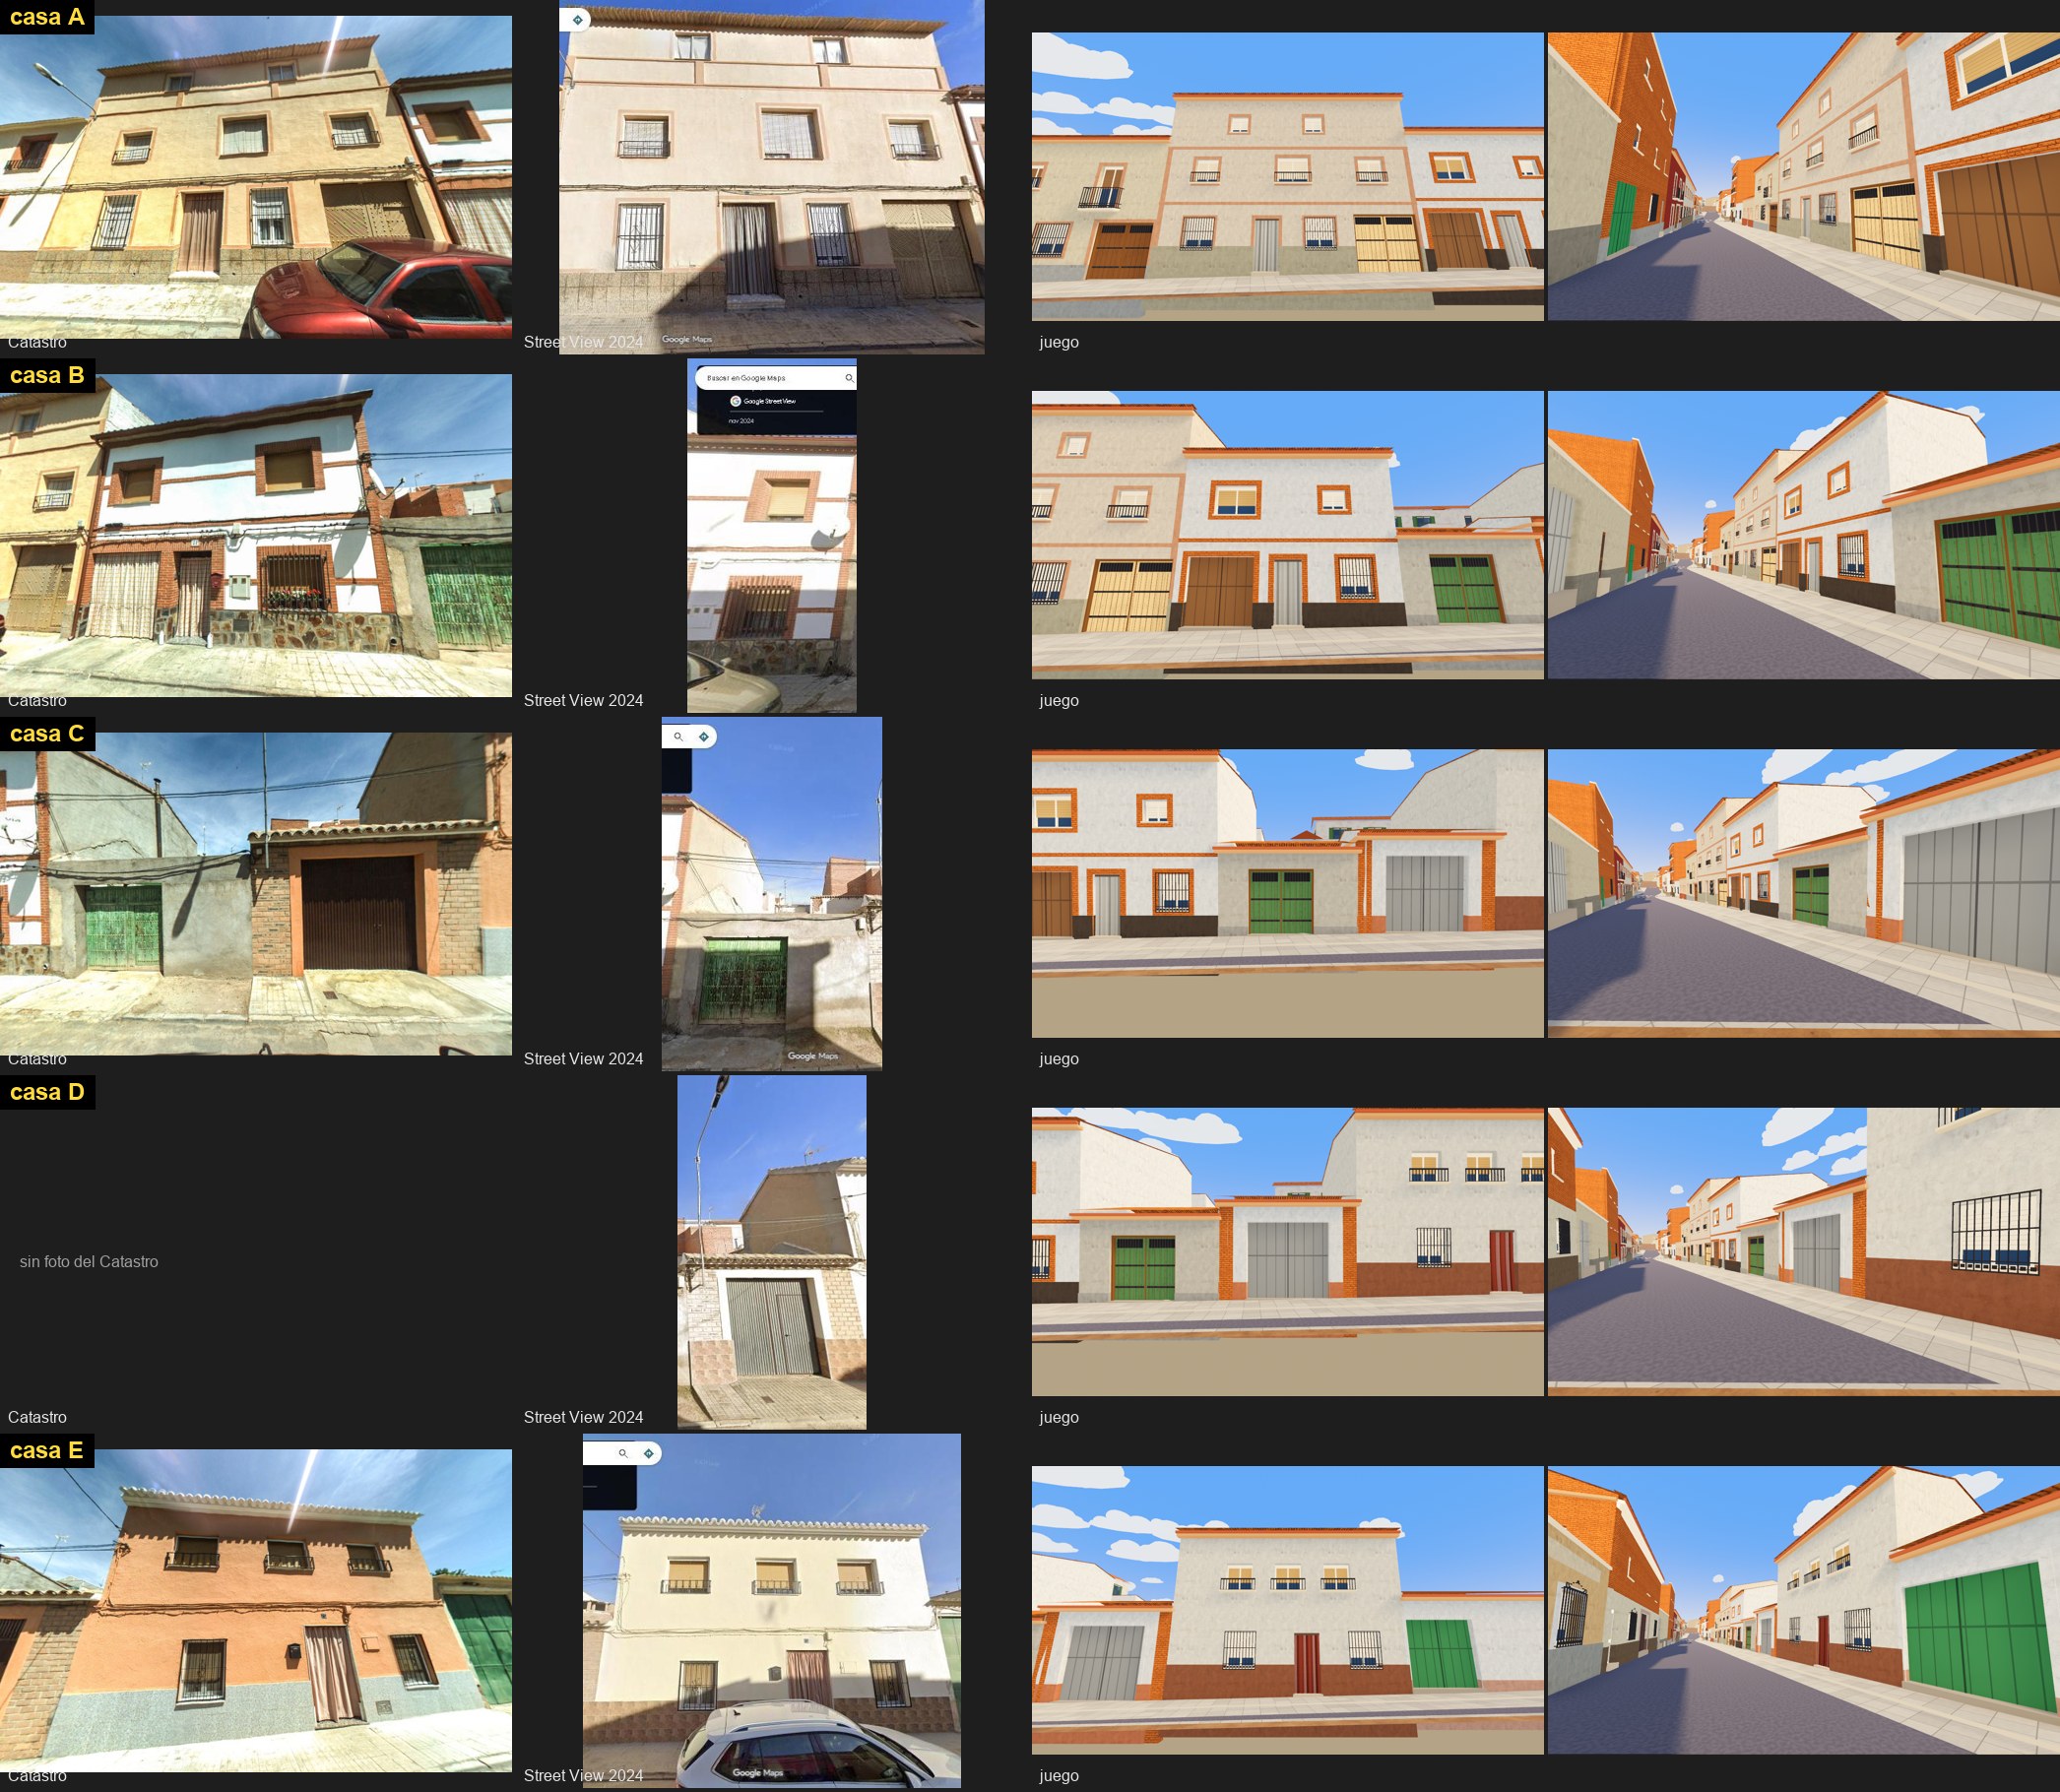 casa A
Catastro
Street View 2024
Google Maps
juego
casa B
Buscar en Google Maps
Google Street View
nov 2024
Catastro
Street View 2024
juego
casa C
Catastro
Street View 2024
Google Maps
juego
casa D
sin foto del Catastro
Catastro
Street View 2024
juego
casa E
Catastro
Street View 2024
Google Maps
juego